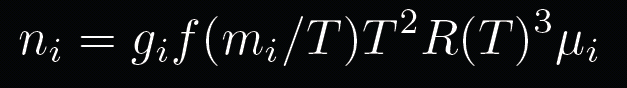 n_i = g_i f(m_i/T)T^2 R(T)^3 μ_i